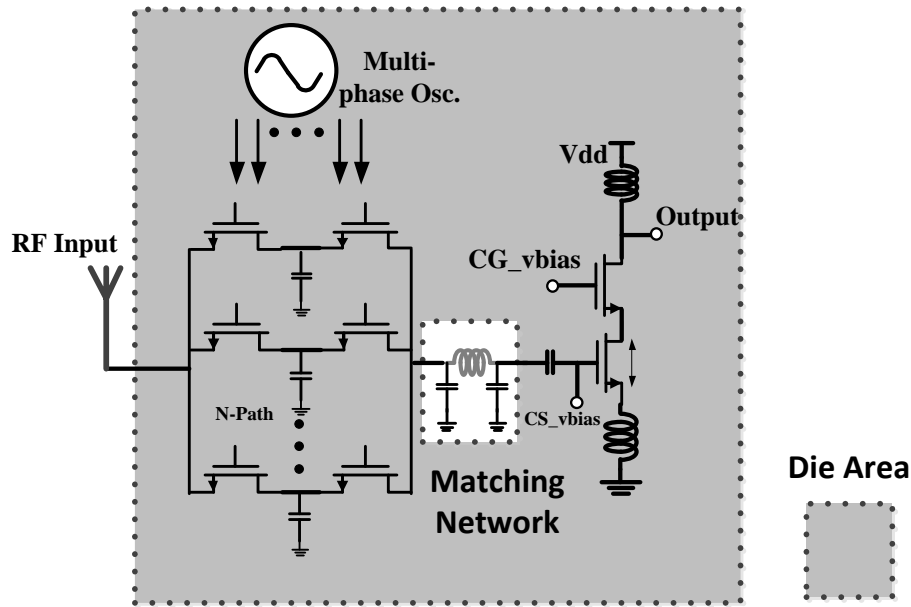 Multi-
phase Osc.
Vdd
Output
RF Input
CG_vbias
N-Path
CS_vbias
Matching
Network
Die Area